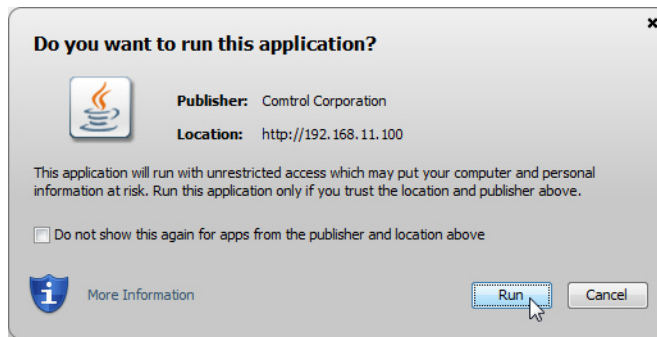 Do you want to run this application?
Publisher: Comtrol Corporation
Location: http://192.168.11.100
This application will run with unrestricted access which may put your computer and personal
information at risk. Run this application only if you trust the location and publisher above.
Do not show this again for apps from the publisher and location above
More Information
Run
Cancel